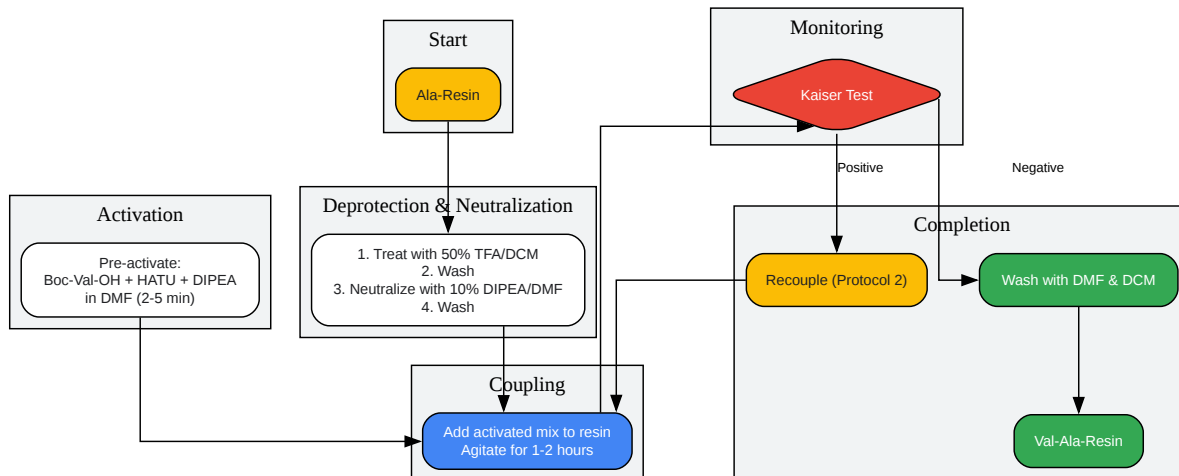 Start
Ala-Resin
Monitoring
Kaiser Test
Positive
Negative
Activation
Pre-activate:
Boc-Val-OH + HATU + DIPEA
in DMF (2-5 min)
Deprotection & Neutralization
1. Treat with 50% TFA/DCM
2. Wash
3. Neutralize with 10% DIPEA/DMF
4. Wash
Completion
Recouple (Protocol 2)
Wash with DMF & DCM
Coupling
Add activated mix to resin
Agitate for 1-2 hours
Val-Ala-Resin